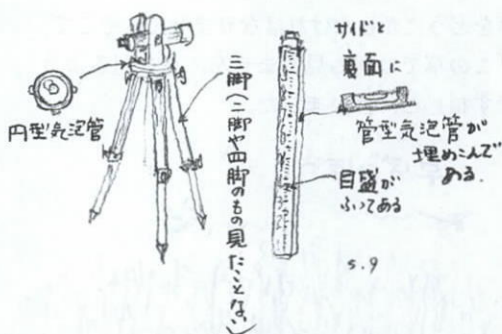 円型気泡管
三脚(二脚や四脚のもの見たことない)
サイドと
裏面に
管型気泡管が
埋めこんで
ある。
目盛が
ふってある
5.9